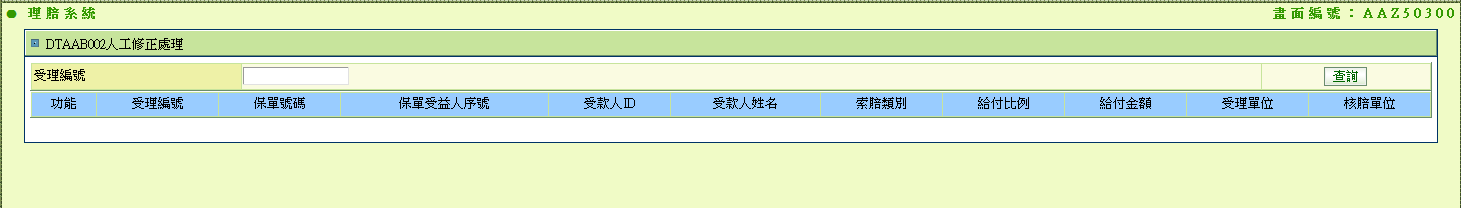 理賠系統 畫面編號：AAZ50300
DTAAB002人工修正處理
受理編號 查詢
功能 受理編號 保單號碼 保單受益人序號 受款人ID 受款人姓名 索賠類別 給付比例 給付金額 受理單位 核賠單位